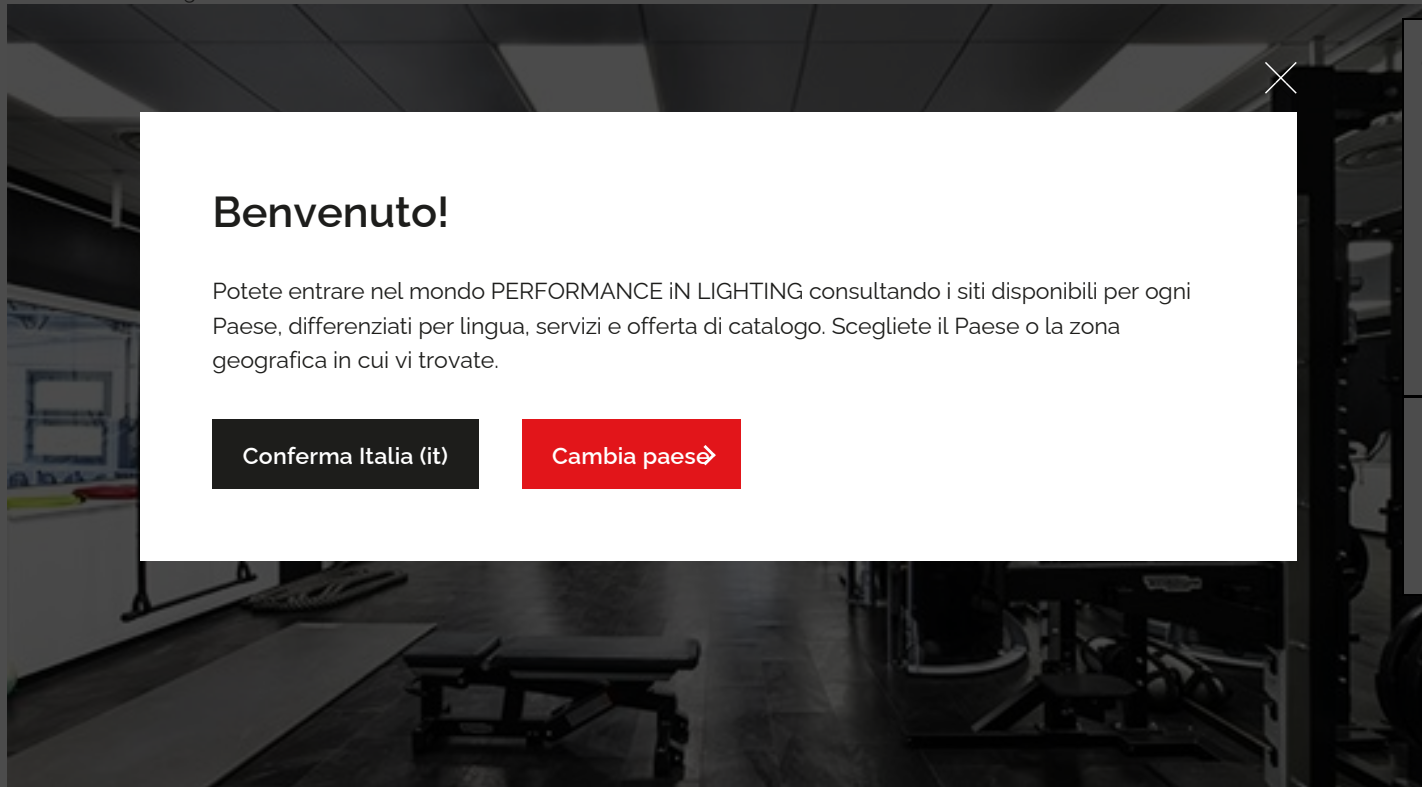 Benvenuto!
Potete entrare nel mondo PERFORMANCE iN LIGHTING consultando i siti disponibili per ogni
Paese, differenziati per lingua, servizi e offerta di catalogo. Scegliete il Paese o la zona
geografica in cui vi trovate.
Conferma Italia (it)
Cambia paese